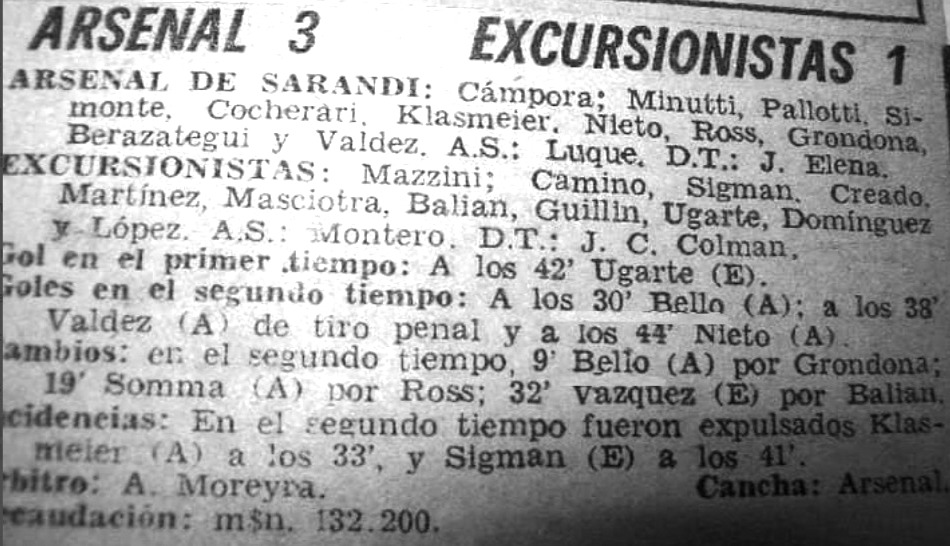 ARSENAL 3 EXCURSIONISTAS 1
ARSENAL DE SARANDI: Cámpora; Minutti, Pallotti, Si-
monte, Cocherari, Klasmeier, Nieto, Ross, Grondona,
Berazategui y Valdez. A.S.: Luque. D.T.: J. Elena.
EXCURSIONISTAS: Mazzini; Camino, Sigman, Creado,
Martínez, Masciotra, Balian, Guillin, Ugarte, Domínguez
y López. A.S.: Montero. D.T.: J. C. Colman.
Gol en el primer tiempo: A los 42' Ugarte (E).
Goles en el segundo tiempo: A los 30' Bello (A); a los 38'
Valdez (A) de tiro penal y a los 44' Nieto (A).
ambios: en el segundo tiempo, 9' Bello (A) por Grondona;
19' Somma (A) por Ross; 32' vazquez (E) por Balian.
cidencias: En el segundo tiempo fueron expulsados Klas-
meier (A) a los 33', y Sigman (E) a los 41'.
rbitro: A. Moreyra. Cancha: Arsenal.
ecaudación: m$n. 132.200.